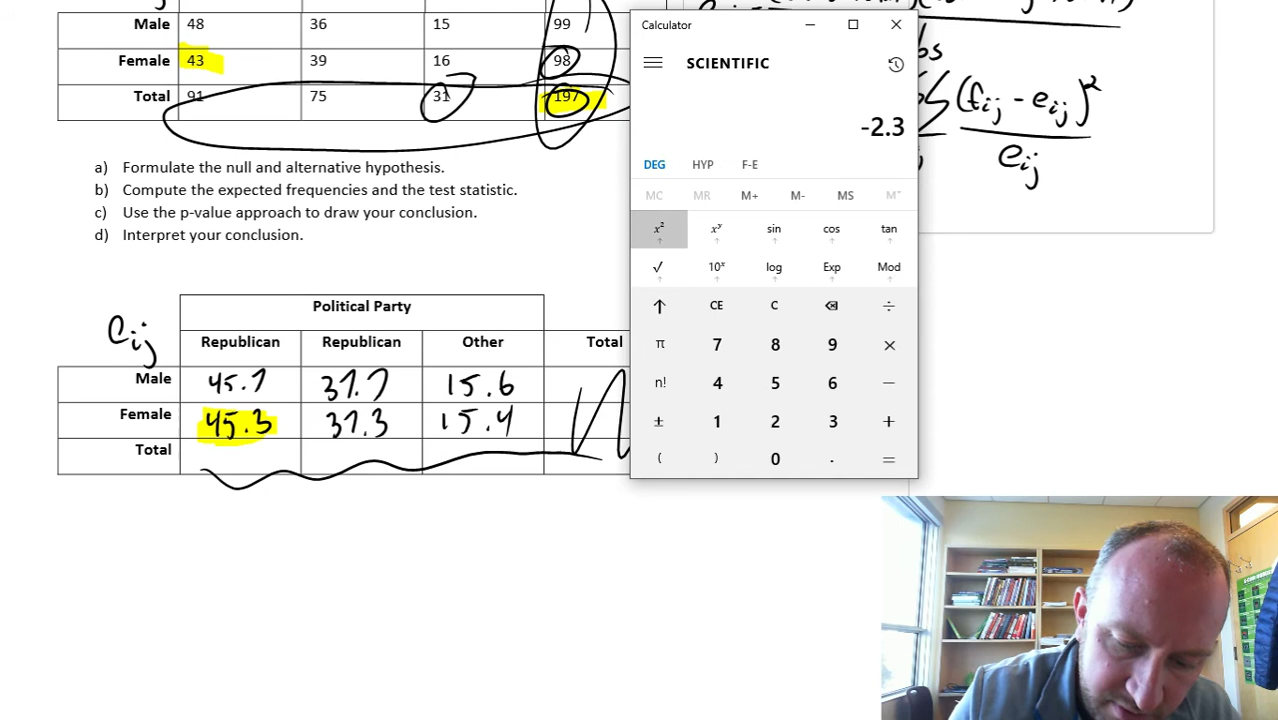 Male 48 36 15 99
Female 43 39 16 98
Total 91 75 31 197
a) Formulate the null and alternative hypothesis.
b) Compute the expected frequencies and the test statistic.
c) Use the p-value approach to draw your conclusion.
d) Interpret your conclusion.
eij
Political Party
Republican Republican Other Total
Male 45.7 37.7 15.6
Female 45.3 37.3 15.4
Total
Calculator
SCIENTIFIC
-2.3
DEG HYP F-E
MC MR M+ M- MS M˅
x² xʸ sin cos tan
√ 10ˣ log Exp Mod
↑ CE C ⌫ ÷
π 7 8 9 ×
n! 4 5 6 −
± 1 2 3 +
( ) 0 . =
(fij - eij)²
eij